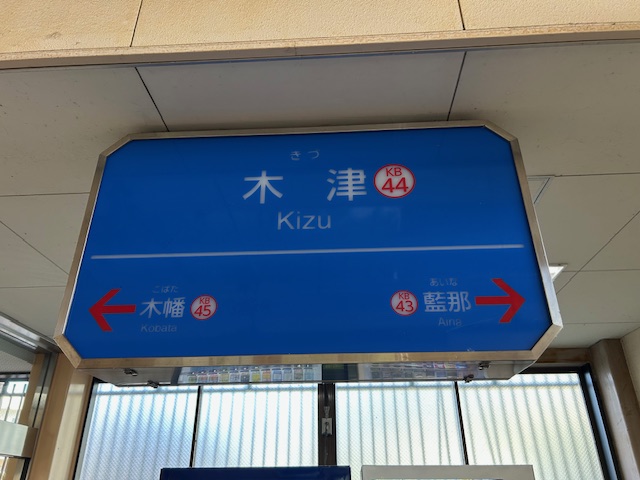 きつ
木津 KB 44
Kizu
こばた
木幡 KB 45
Kobata
あいな
KB 43 藍那
Aina